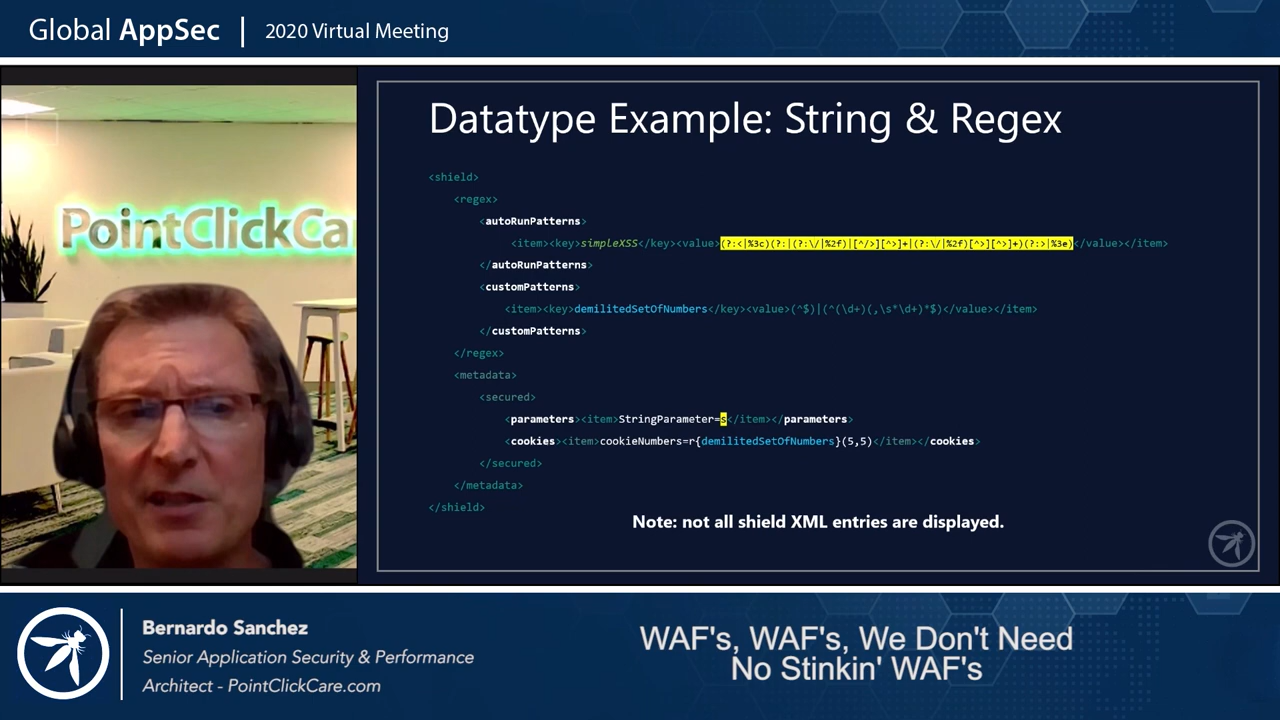 Global AppSec | 2020 Virtual Meeting
PointClickCa
Datatype Example: String & Regex
<shield>
<regex>
<autoRunPatterns>
<item><key>simpleXSS</key><value>(?:<|%3c)(?:|(?:\/|%2f)|[^/>][^>]+|(?:\/|%2f)[^>][^>]+)(?:>|%3e)</value></item>
</autoRunPatterns>
<customPatterns>
<item><key>demilitedSetOfNumbers</key><value>(^$)|(^(\d+)(,\s*\d+)*$)</value></item>
</customPatterns>
</regex>
<metadata>
<secured>
<parameters><item>StringParameter=s</item></parameters>
<cookies><item>cookieNumbers=r{demilitedSetOfNumbers}(5,5)</item></cookies>
</secured>
</metadata>
</shield>
Note: not all shield XML entries are displayed.
Bernardo Sanchez
Senior Application Security & Performance
Architect - PointClickCare.com
WAF's, WAF's, We Don't Need
No Stinkin' WAF's